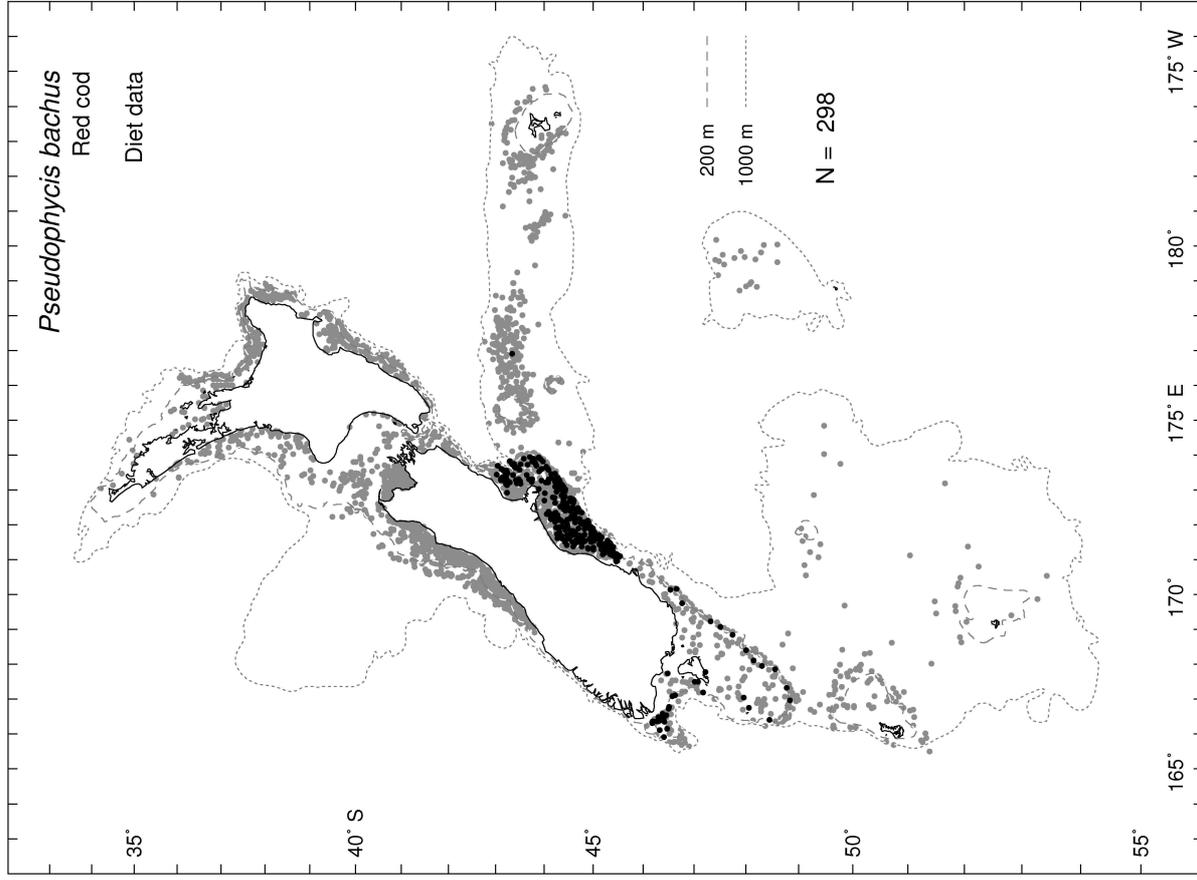 Pseudophycis bachus
Red cod
Diet data
200 m
1000 m
N = 298
35°
40° S
45°
50°
55°
165°
170°
175° E
180°
175° W